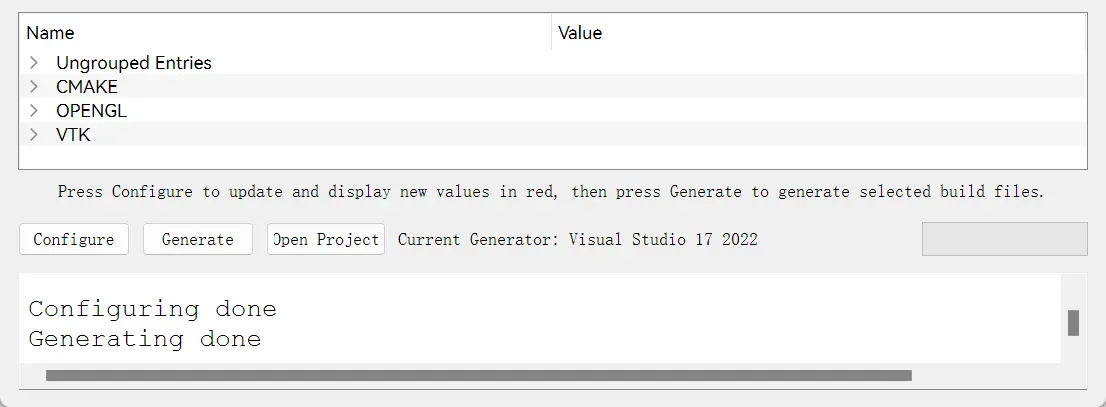 Name Value
Ungrouped Entries
CMAKE
OPENGL
VTK
Press Configure to update and display new values in red, then press Generate to generate selected build files.
Configure Generate Open Project Current Generator: Visual Studio 17 2022
Configuring done
Generating done